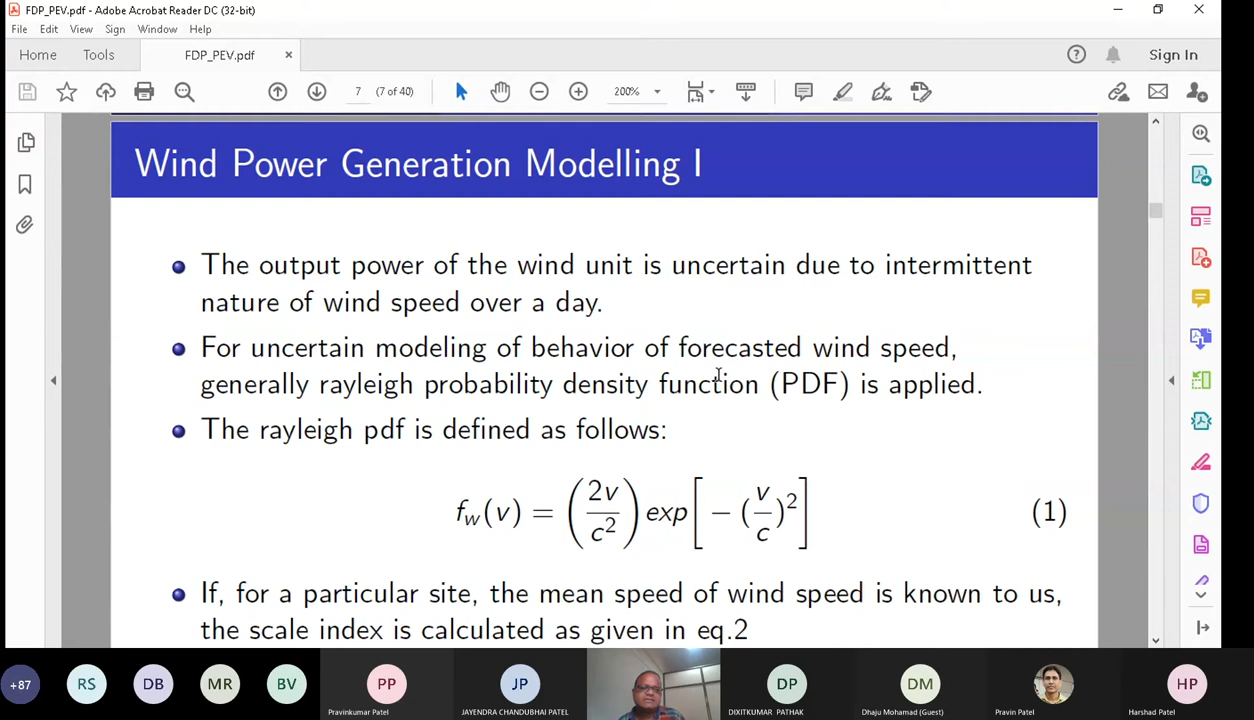 FDP_PEV.pdf - Adobe Acrobat Reader DC (32-bit)
File Edit View Sign Window Help
Home Tools FDP_PEV.pdf × Sign In
7 (7 of 40) 200%
Wind Power Generation Modelling I
The output power of the wind unit is uncertain due to intermittent
nature of wind speed over a day.
For uncertain modeling of behavior of forecasted wind speed,
generally rayleigh probability density function (PDF) is applied.
The rayleigh pdf is defined as follows:
f_w(v) = (2v/c²) exp[ − (v/c)² ] (1)
If, for a particular site, the mean speed of wind speed is known to us,
the scale index is calculated as given in eq.2
+87 RS DB MR BV PP JP DP DM HP
Pravinkumar Patel JAYENDRA CHANDUBHAI PATEL DIXITKUMAR PATHAK Dhaju Mohamad (Guest) Pravin Patel Harshad Patel